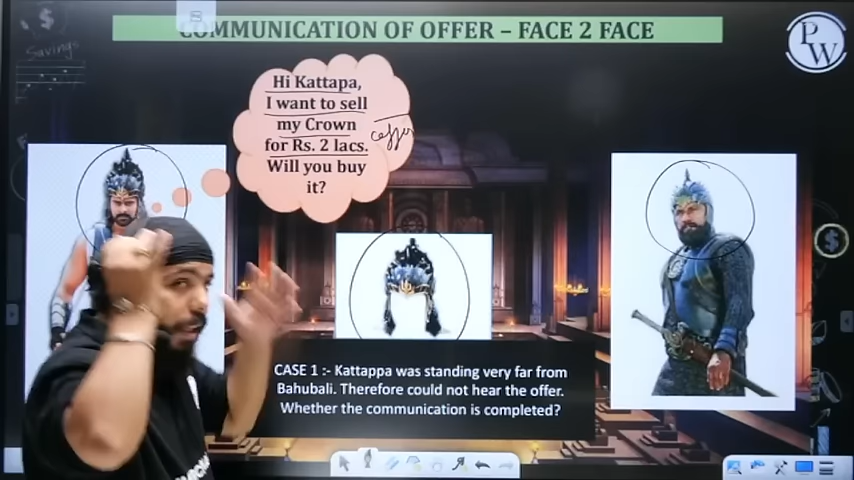 COMMUNICATION OF OFFER – FACE 2 FACE
PW
Savings
Hi Kattapa,
I want to sell
my Crown
for Rs. 2 lacs.
Will you buy
it?
offer
CASE 1 :- Kattappa was standing very far from
Bahubali. Therefore could not hear the offer.
Whether the communication is completed?